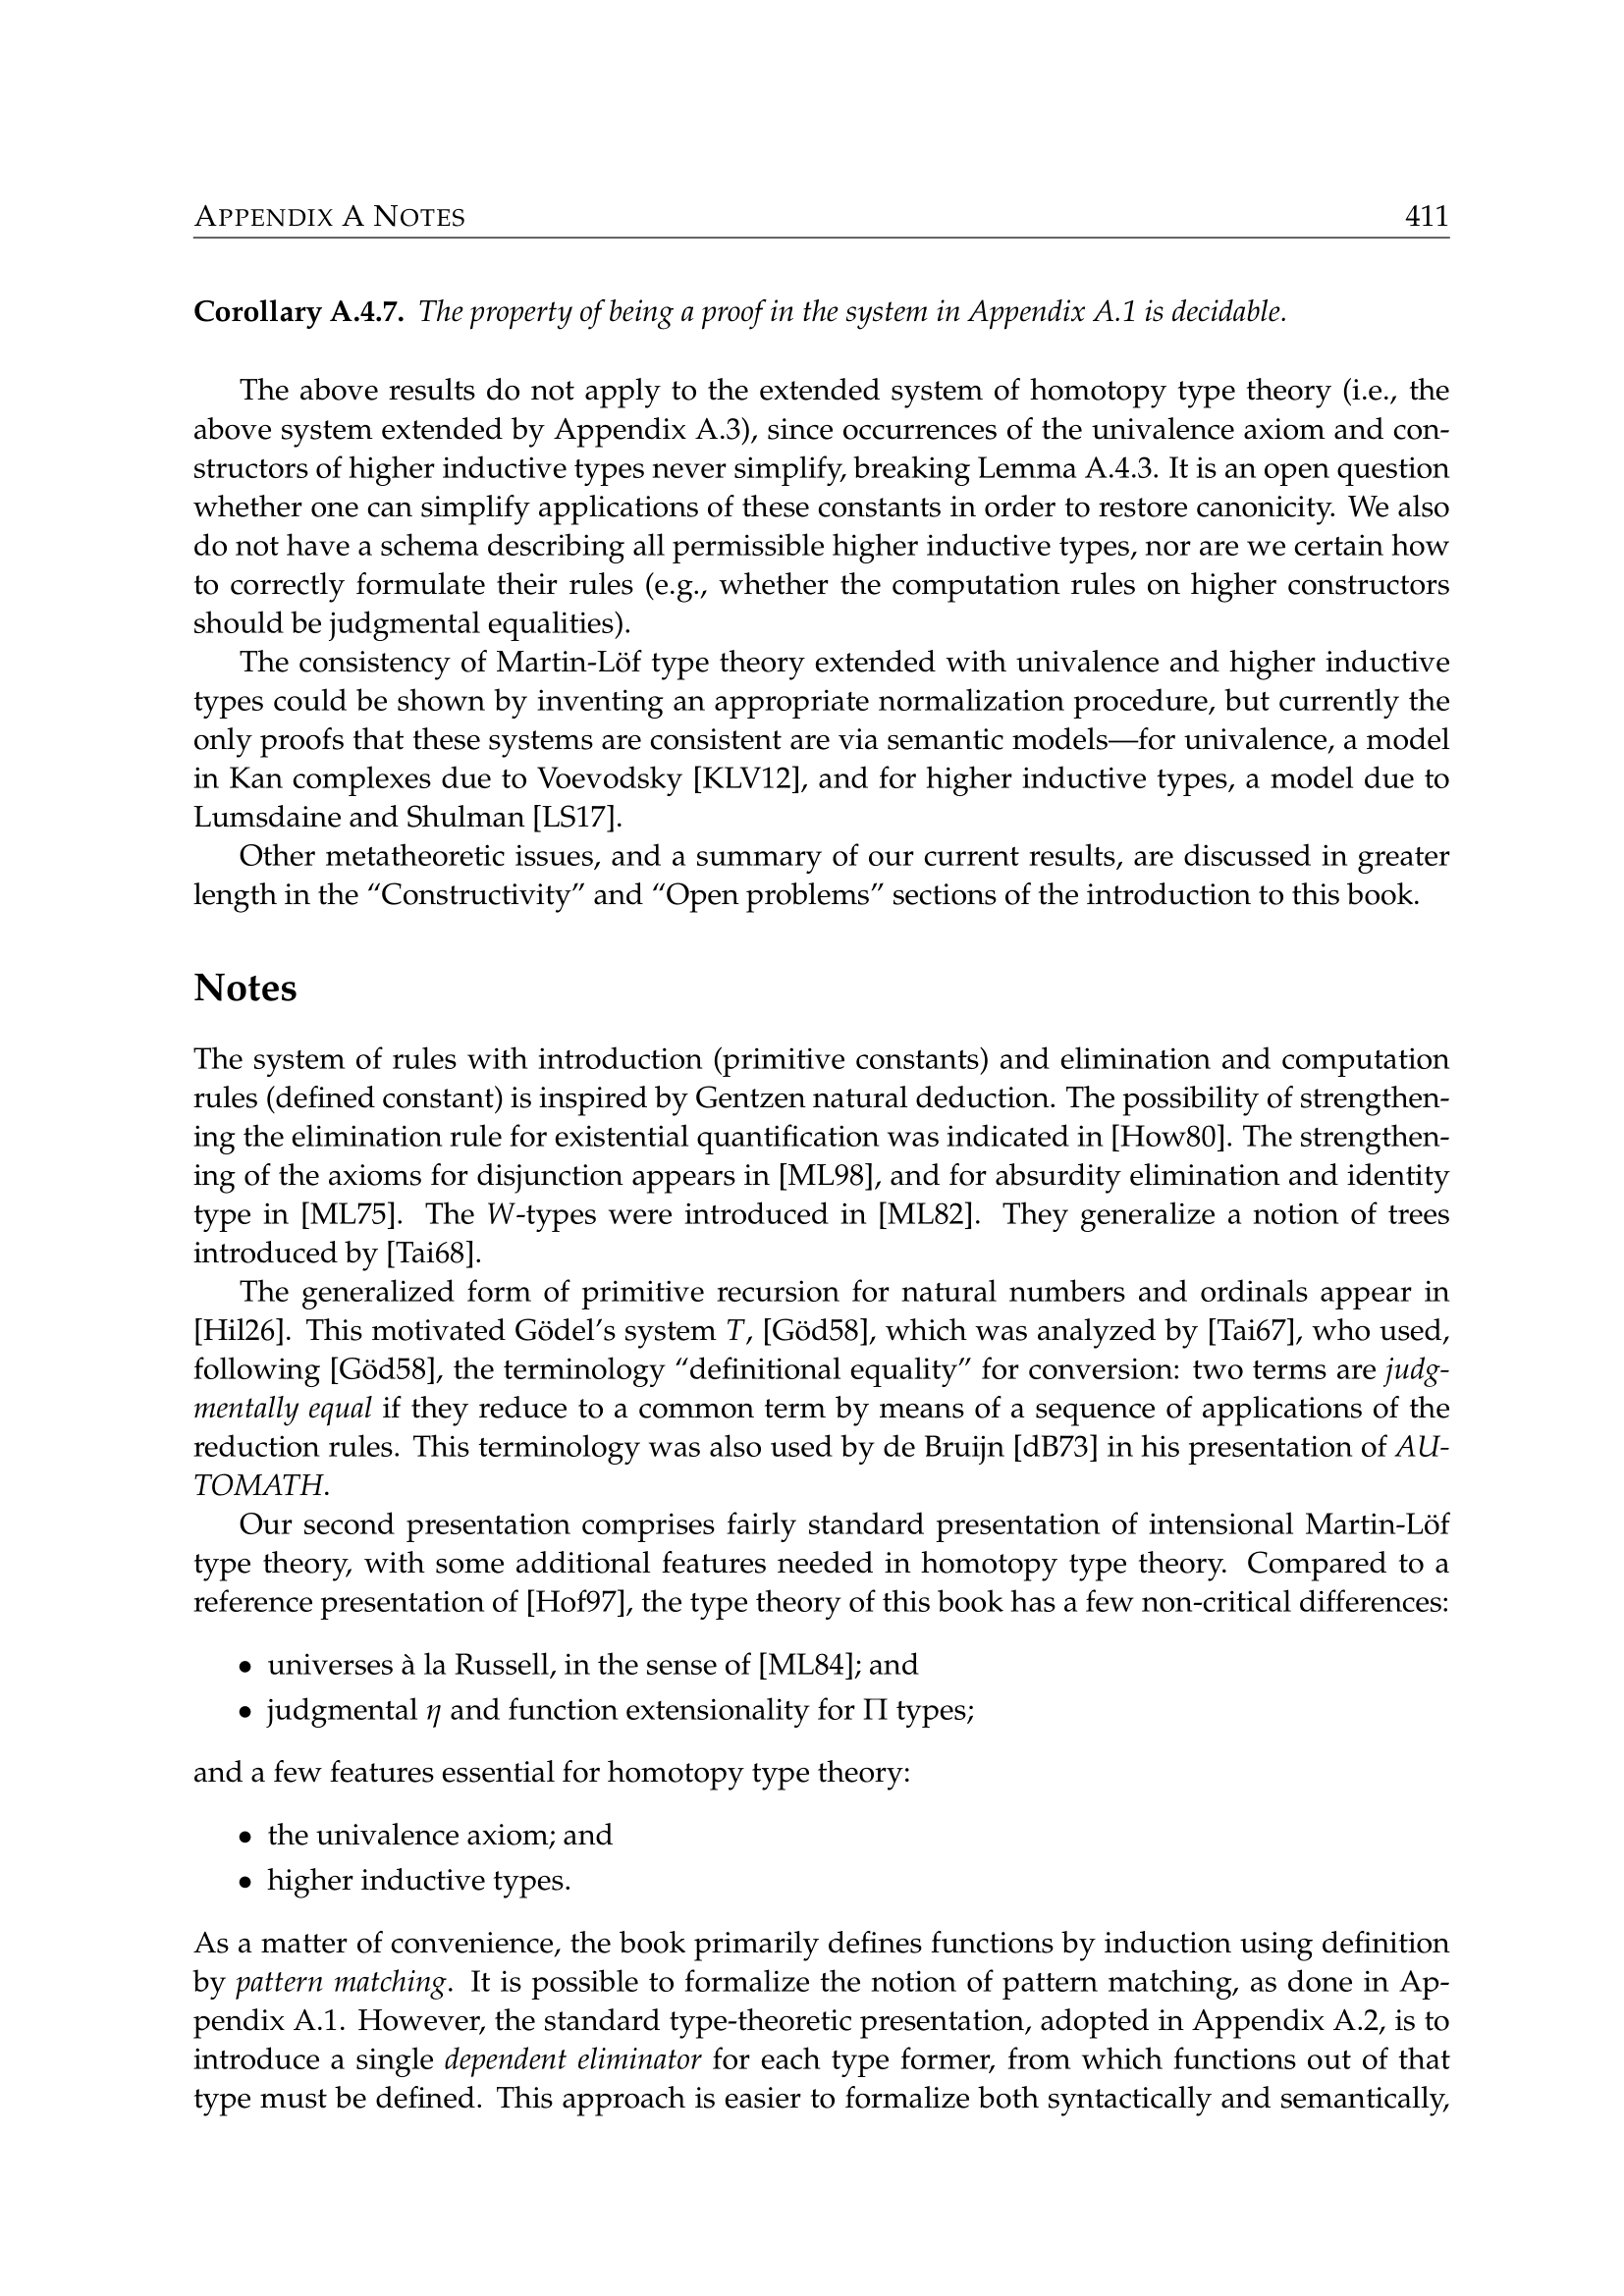 APPENDIX A NOTES 411
Corollary A.4.7. The property of being a proof in the system in Appendix A.1 is decidable.
The above results do not apply to the extended system of homotopy type theory (i.e., the
above system extended by Appendix A.3), since occurrences of the univalence axiom and con-
structors of higher inductive types never simplify, breaking Lemma A.4.3. It is an open question
whether one can simplify applications of these constants in order to restore canonicity. We also
do not have a schema describing all permissible higher inductive types, nor are we certain how
to correctly formulate their rules (e.g., whether the computation rules on higher constructors
should be judgmental equalities).
The consistency of Martin-Löf type theory extended with univalence and higher inductive
types could be shown by inventing an appropriate normalization procedure, but currently the
only proofs that these systems are consistent are via semantic models—for univalence, a model
in Kan complexes due to Voevodsky [KLV12], and for higher inductive types, a model due to
Lumsdaine and Shulman [LS17].
Other metatheoretic issues, and a summary of our current results, are discussed in greater
length in the “Constructivity” and “Open problems” sections of the introduction to this book.
Notes
The system of rules with introduction (primitive constants) and elimination and computation
rules (defined constant) is inspired by Gentzen natural deduction. The possibility of strengthen-
ing the elimination rule for existential quantification was indicated in [How80]. The strengthen-
ing of the axioms for disjunction appears in [ML98], and for absurdity elimination and identity
type in [ML75]. The W-types were introduced in [ML82]. They generalize a notion of trees
introduced by [Tai68].
The generalized form of primitive recursion for natural numbers and ordinals appear in
[Hil26]. This motivated Gödel’s system T, [Göd58], which was analyzed by [Tai67], who used,
following [Göd58], the terminology “definitional equality” for conversion: two terms are judg-
mentally equal if they reduce to a common term by means of a sequence of applications of the
reduction rules. This terminology was also used by de Bruijn [dB73] in his presentation of AU-
TOMATH.
Our second presentation comprises fairly standard presentation of intensional Martin-Löf
type theory, with some additional features needed in homotopy type theory. Compared to a
reference presentation of [Hof97], the type theory of this book has a few non-critical differences:
• universes à la Russell, in the sense of [ML84]; and
• judgmental η and function extensionality for Π types;
and a few features essential for homotopy type theory:
• the univalence axiom; and
• higher inductive types.
As a matter of convenience, the book primarily defines functions by induction using definition
by pattern matching. It is possible to formalize the notion of pattern matching, as done in Ap-
pendix A.1. However, the standard type-theoretic presentation, adopted in Appendix A.2, is to
introduce a single dependent eliminator for each type former, from which functions out of that
type must be defined. This approach is easier to formalize both syntactically and semantically,